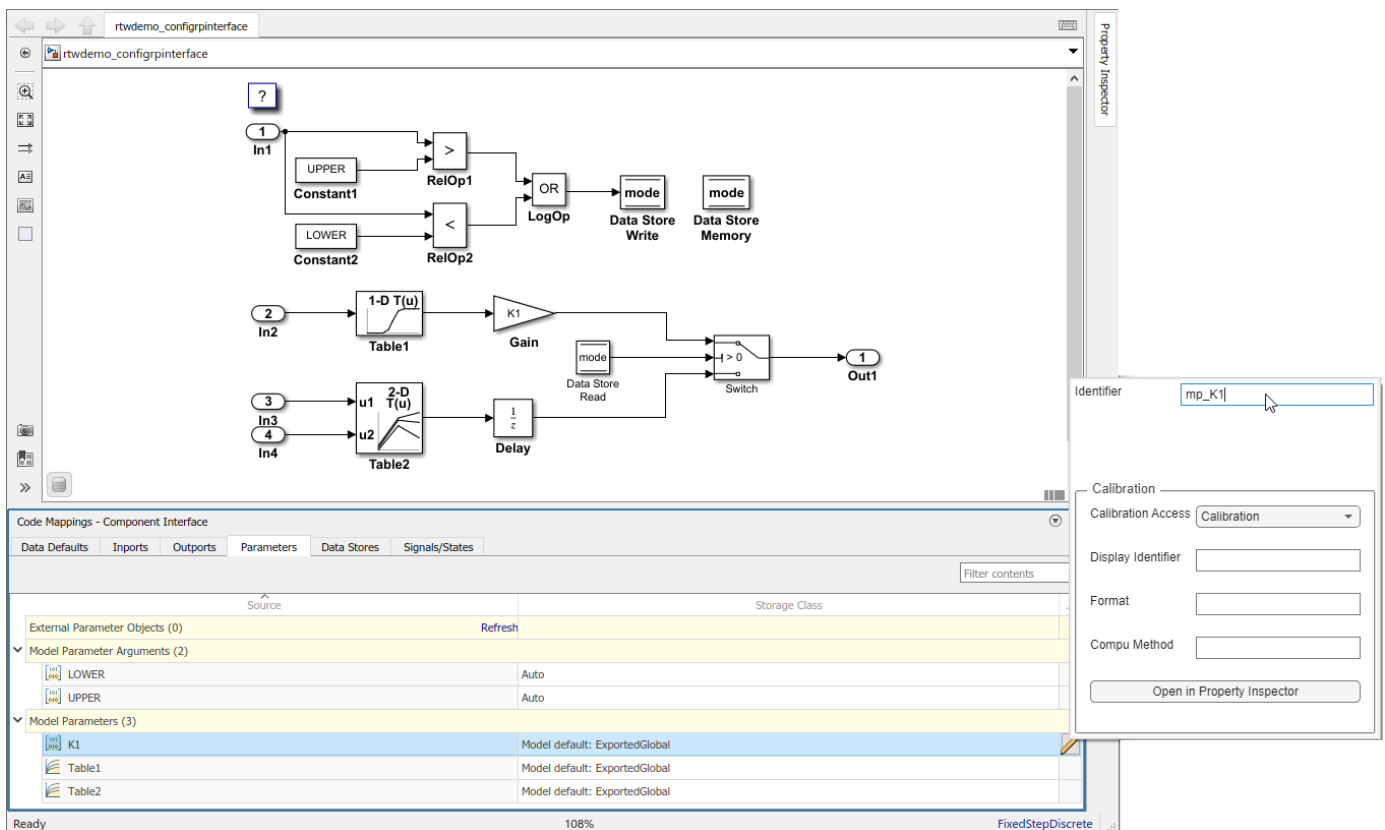 rtwdemo_configrpinterface
rtwdemo_configrpinterface
Property Inspector
?
1
In1
UPPER
Constant1
>
RelOp1
LOWER
Constant2
<
RelOp2
OR
LogOp
mode
Data Store
Write
mode
Data Store
Memory
2
In2
1-D T(u)
Table1
K1
Gain
mode
Data Store
Read
> 0
Switch
1
Out1
3
In3
4
In4
u1
u2
2-D
T(u)
Table2
1
z
Delay
Identifier
mp_K1
Calibration
Calibration Access
Calibration
Display Identifier
Format
Compu Method
Open in Property Inspector
Code Mappings - Component Interface
Data Defaults Inports Outports Parameters Data Stores Signals/States
Filter contents
Source Storage Class
External Parameter Objects (0) Refresh
Model Parameter Arguments (2)
LOWER Auto
UPPER Auto
Model Parameters (3)
K1 Model default: ExportedGlobal
Table1 Model default: ExportedGlobal
Table2 Model default: ExportedGlobal
Ready 108% FixedStepDiscrete